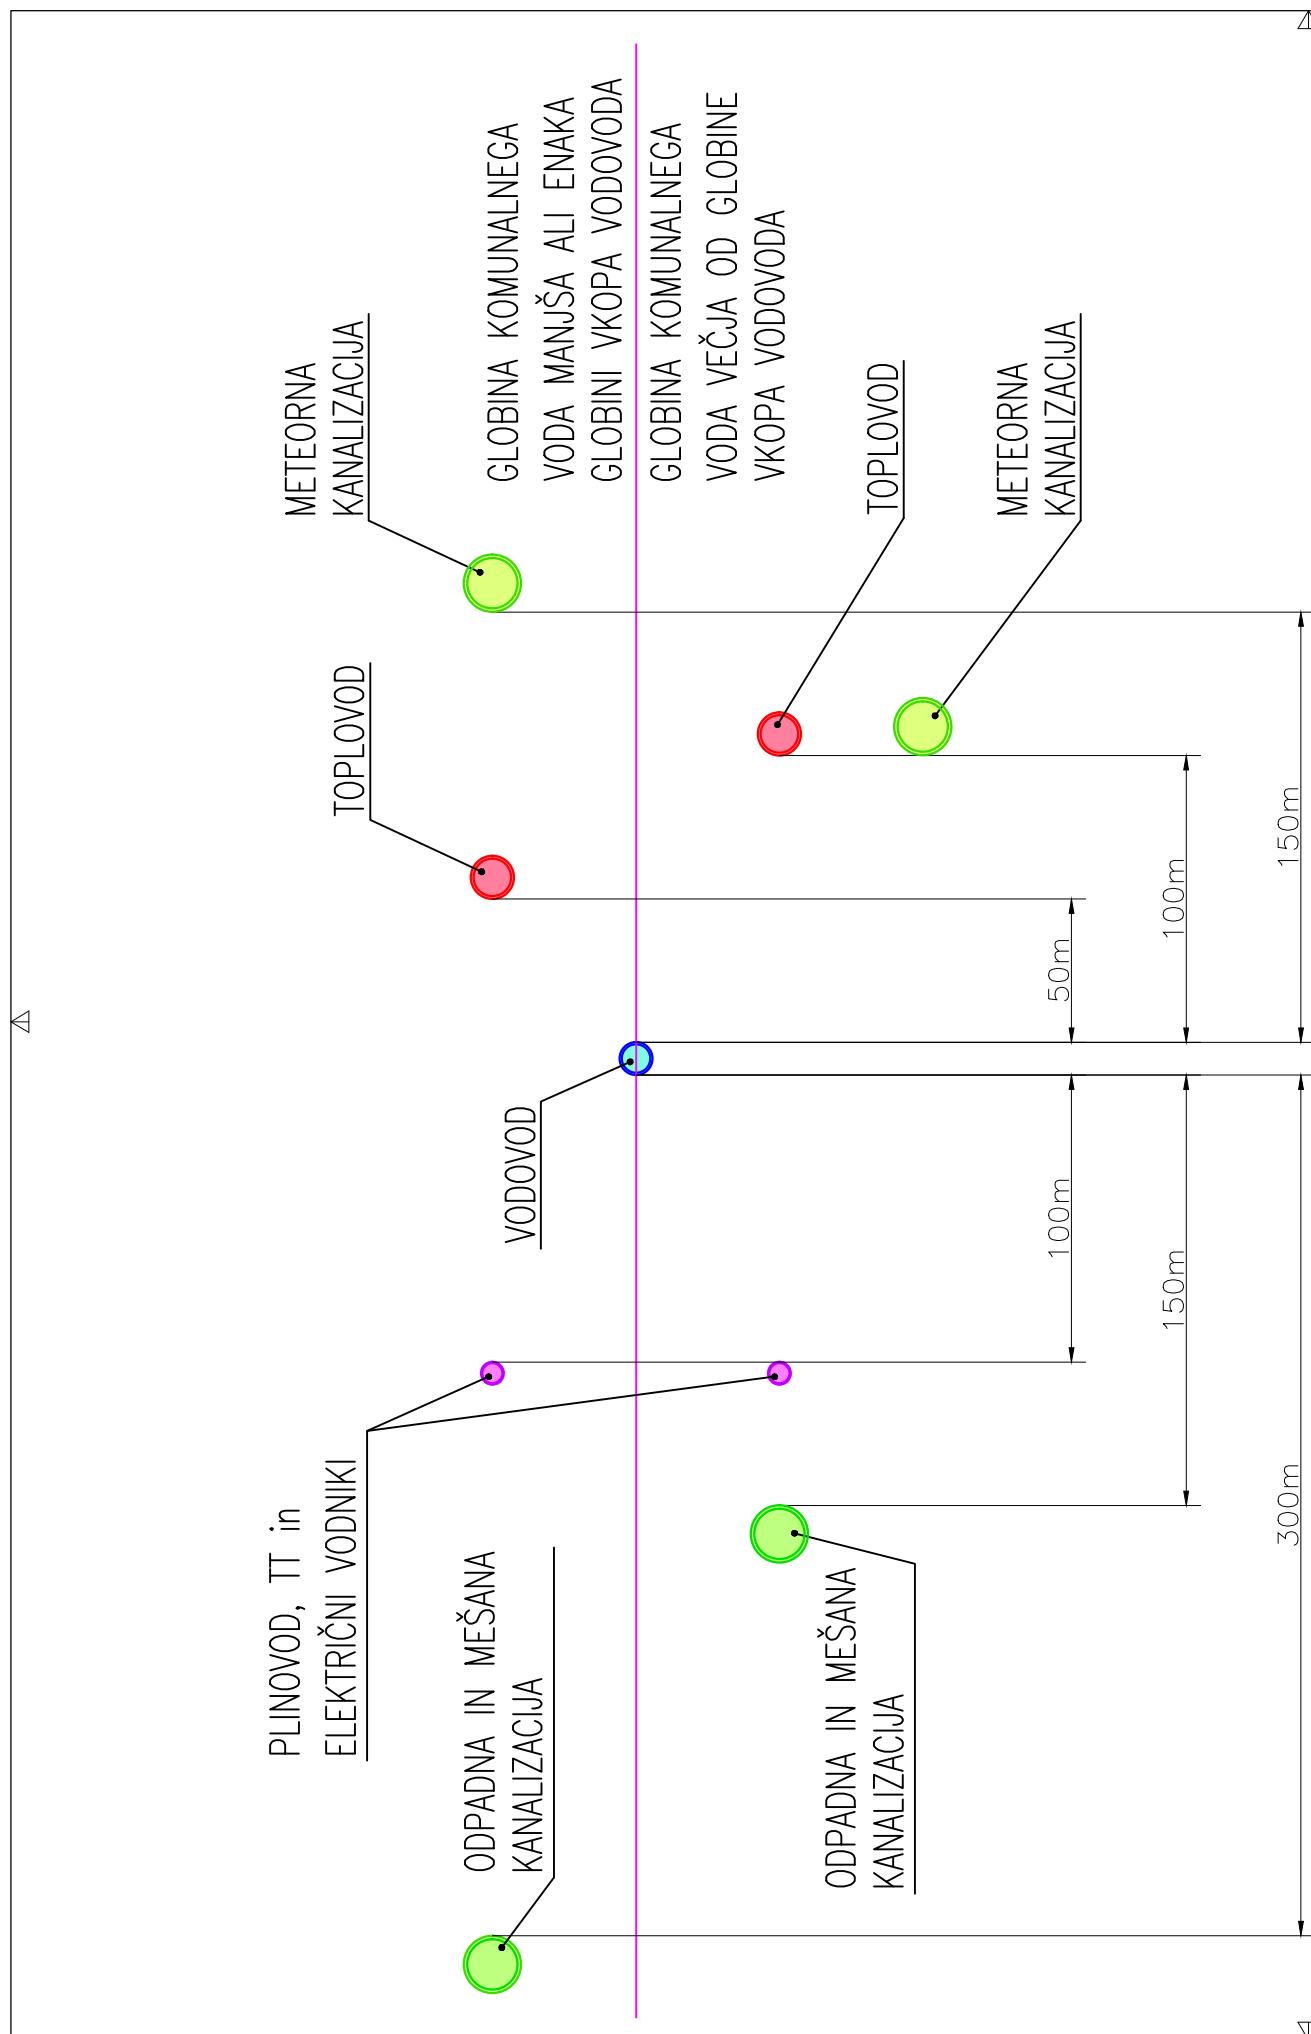 PLINOVOD, TT in
ELEKTRIČNI VODNIKI
TOPLOVOD
METEORNA
KANALIZACIJA
ODPADNA IN MEŠANA
KANALIZACIJA
VODOVOD
GLOBINA KOMUNALNEGA
VODA MANJŠA ALI ENAKA
GLOBINI VKOPA VODOVODA
GLOBINA KOMUNALNEGA
VODA VEČJA OD GLOBINE
VKOPA VODOVODA
ODPADNA IN MEŠANA
KANALIZACIJA
TOPLOVOD
METEORNA
KANALIZACIJA
100m
50m
150m
100m
300m
150m